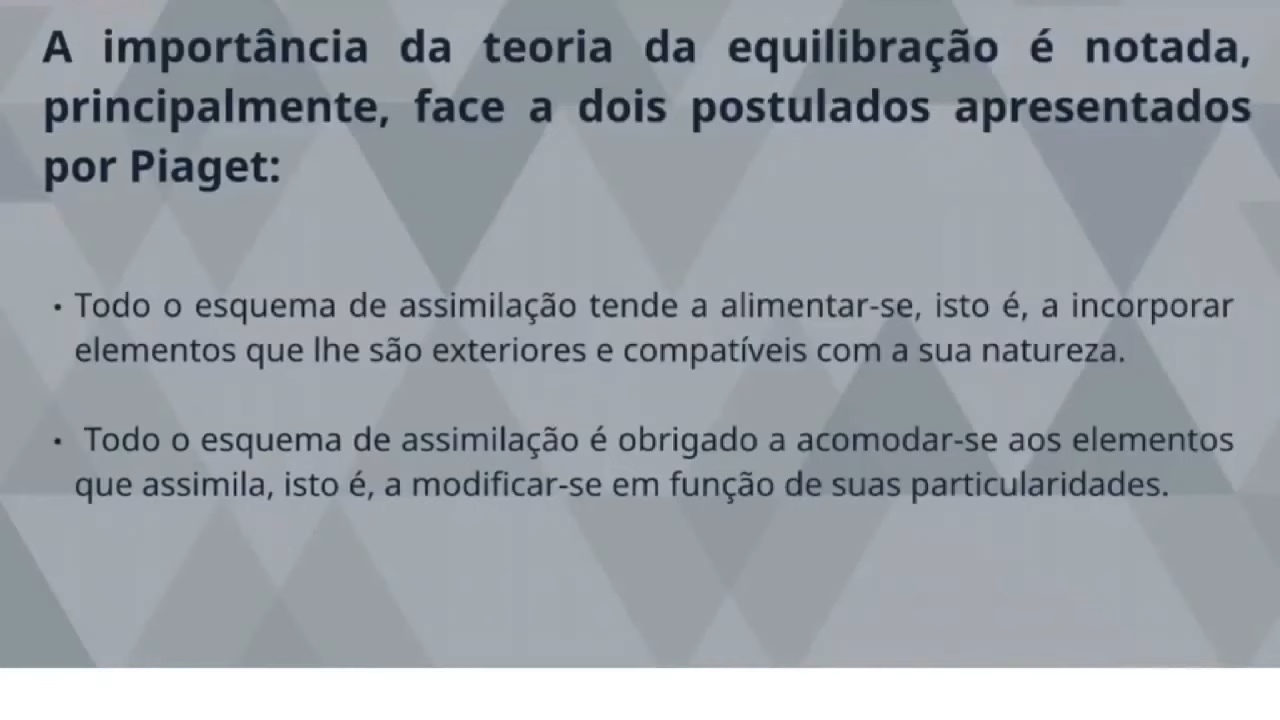 A importância da teoria da equilibração é notada,
principalmente, face a dois postulados apresentados
por Piaget:
• Todo o esquema de assimilação tende a alimentar-se, isto é, a incorporar
elementos que lhe são exteriores e compatíveis com a sua natureza.
• Todo o esquema de assimilação é obrigado a acomodar-se aos elementos
que assimila, isto é, a modificar-se em função de suas particularidades.